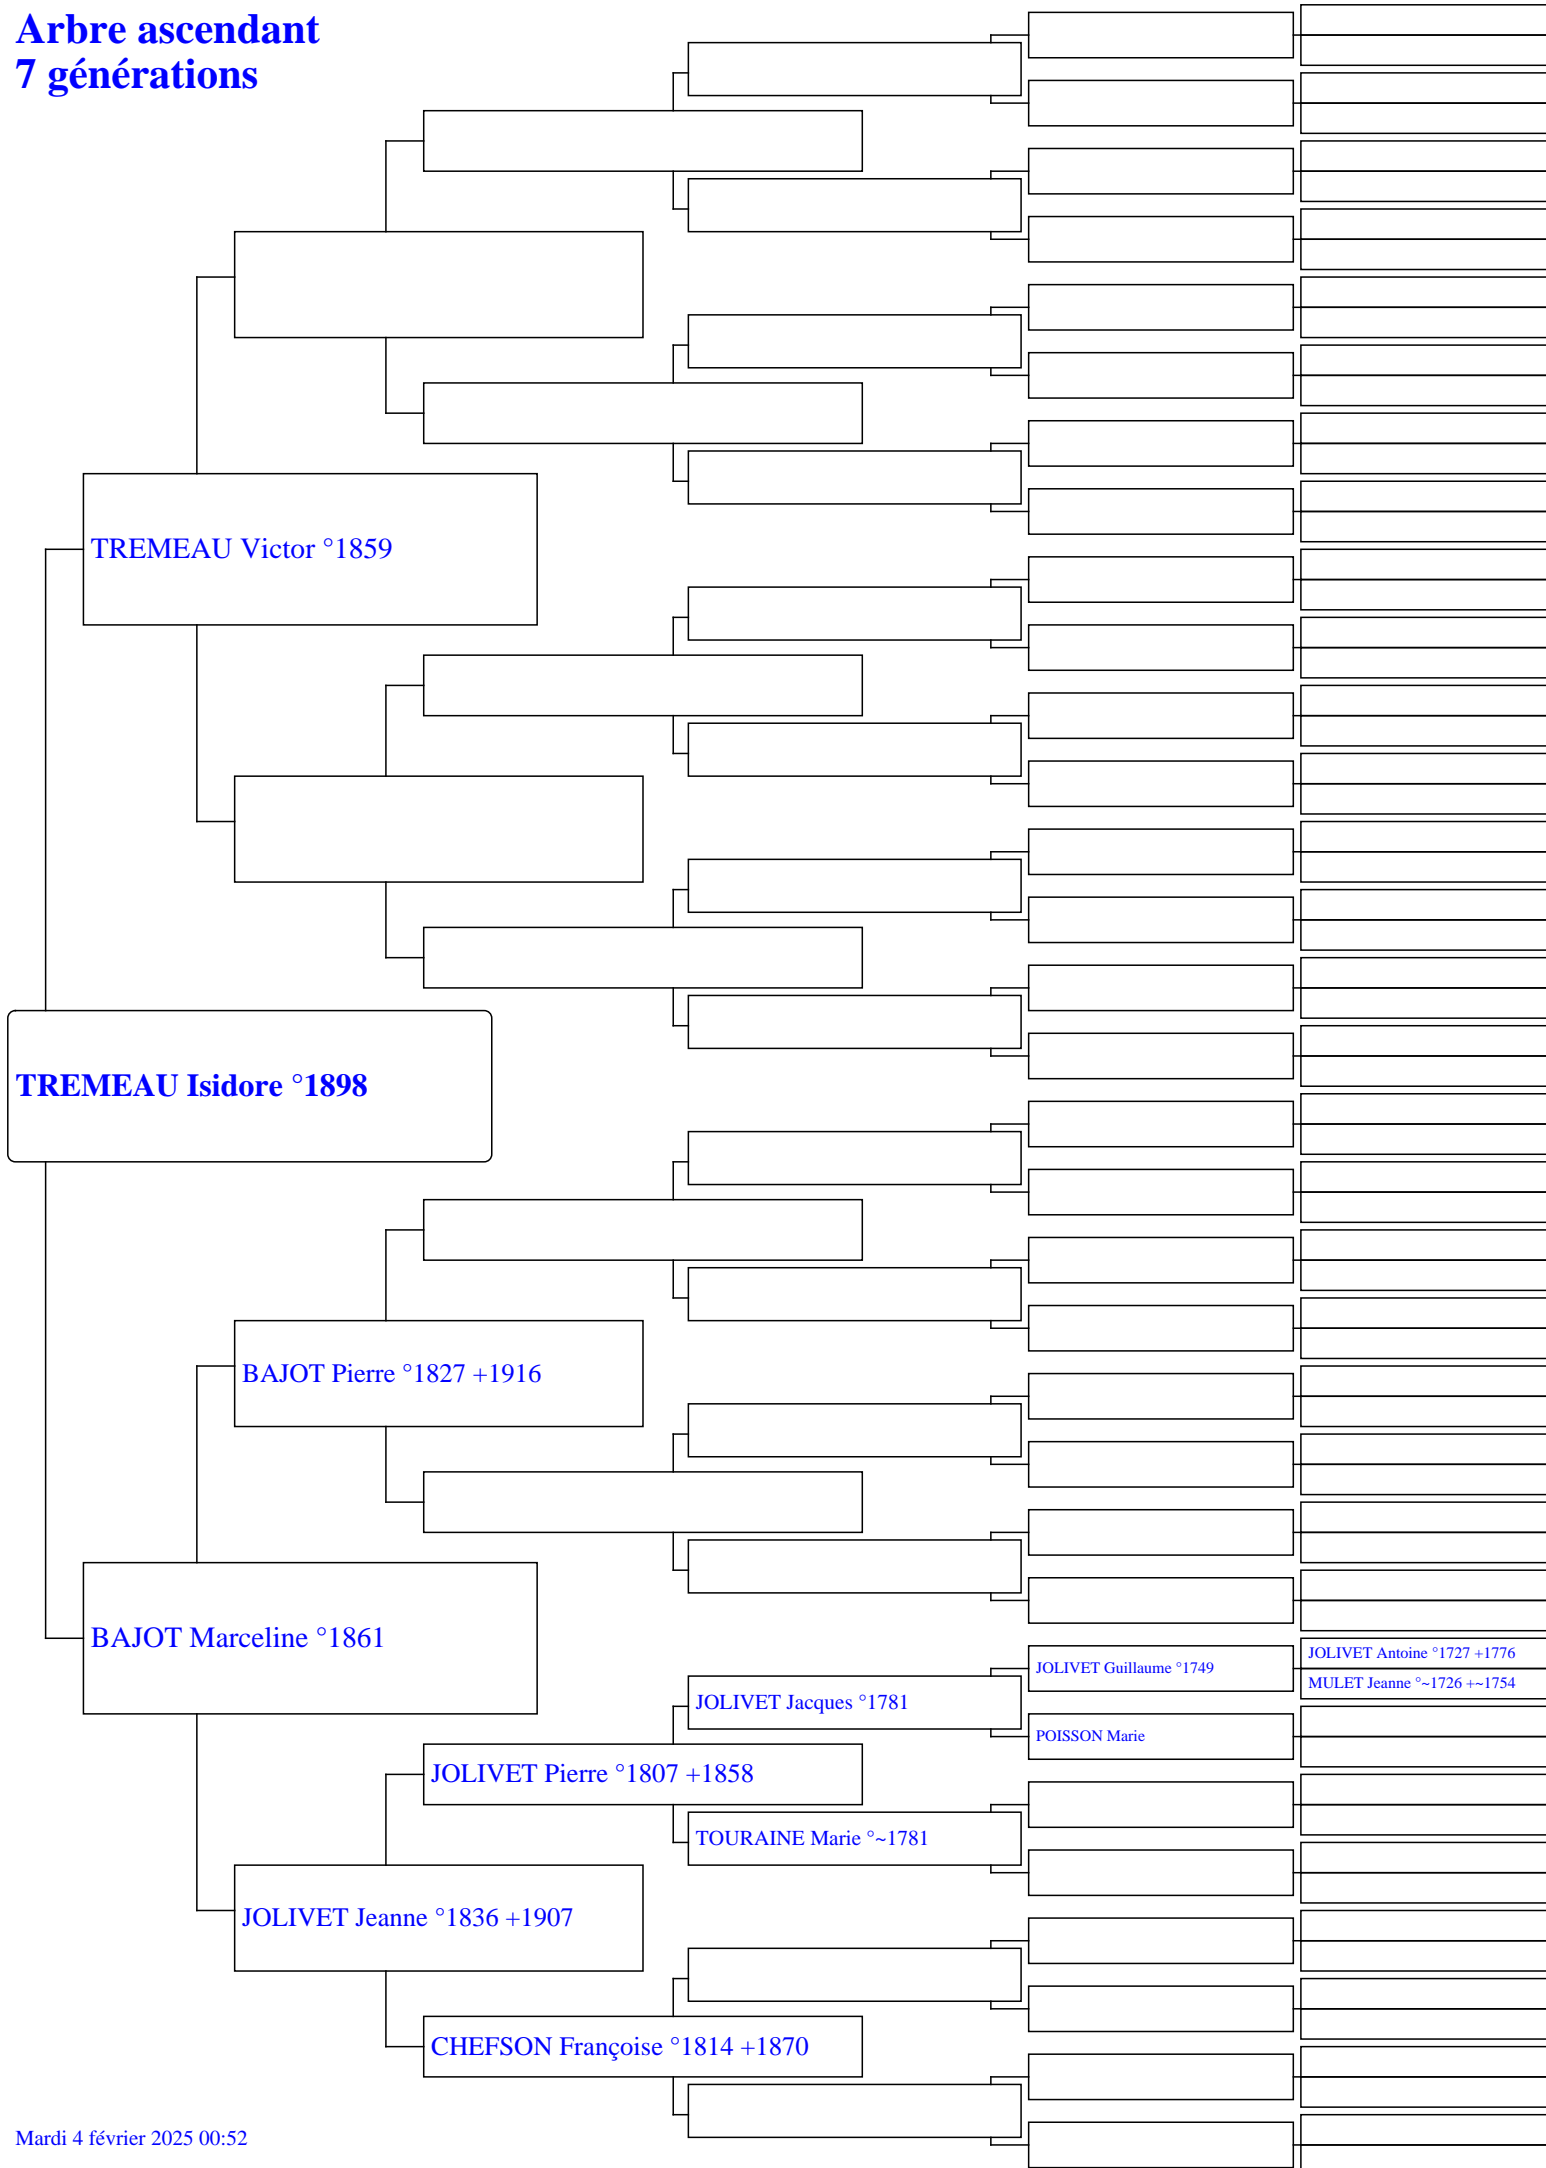 Arbre ascendant
7 générations
TREMEAU Victor °1859
TREMEAU Isidore °1898
BAJOT Pierre °1827 +1916
BAJOT Marceline °1861
JOLIVET Guillaume °1749
JOLIVET Antoine °1727 +1776
MULET Jeanne °~1726 +~1754
JOLIVET Jacques °1781
POISSON Marie
JOLIVET Pierre °1807 +1858
TOURAINE Marie °~1781
JOLIVET Jeanne °1836 +1907
CHEFSON Françoise °1814 +1870
Mardi 4 février 2025 00:52